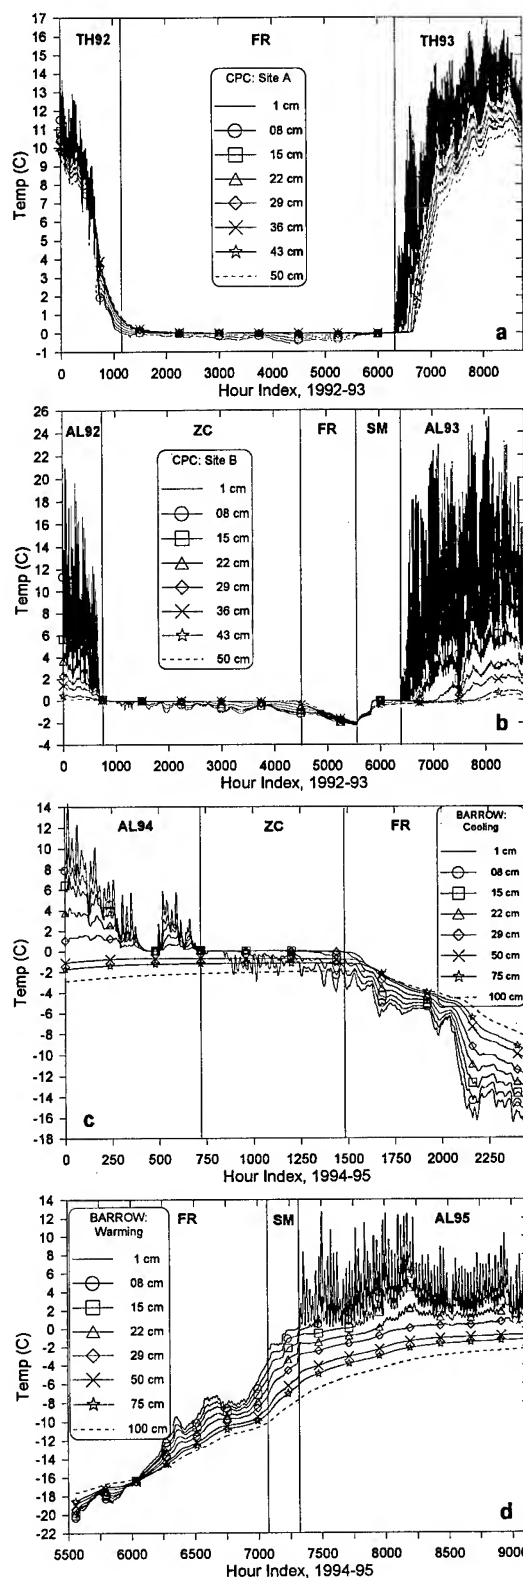 17
16
15
14
13
12
11
10
9
8
7
6
5
4
3
2
1
0
-1
Temp (C)
TH92 FR TH93
CPC: Site A
1 cm
08 cm
15 cm
22 cm
29 cm
36 cm
43 cm
50 cm
a
0 1000 2000 3000 4000 5000 6000 7000 8000
Hour Index, 1992-93
26
24
22
20
18
16
14
12
10
8
6
4
2
0
-2
-4
Temp (C)
AL92 ZC FR SM AL93
CPC: Site B
1 cm
08 cm
15 cm
22 cm
29 cm
36 cm
43 cm
50 cm
b
0 1000 2000 3000 4000 5000 6000 7000 8000
Hour Index, 1992-93
14
12
10
8
6
4
2
0
-2
-4
-6
-8
-10
-12
-14
-16
-18
Temp (C)
AL94 ZC FR
BARROW:
Cooling
1 cm
08 cm
15 cm
22 cm
29 cm
50 cm
75 cm
100 cm
c
0 250 500 750 1000 1250 1500 1750 2000 2250
Hour Index, 1994-95
14
12
10
8
6
4
2
0
-2
-4
-6
-8
-10
-12
-14
-16
-18
-20
-22
Temp (C)
FR SM AL95
BARROW:
Warming
1 cm
08 cm
15 cm
22 cm
29 cm
50 cm
75 cm
100 cm
d
5500 6000 6500 7000 7500 8000 8500 9000
Hour Index, 1994-95